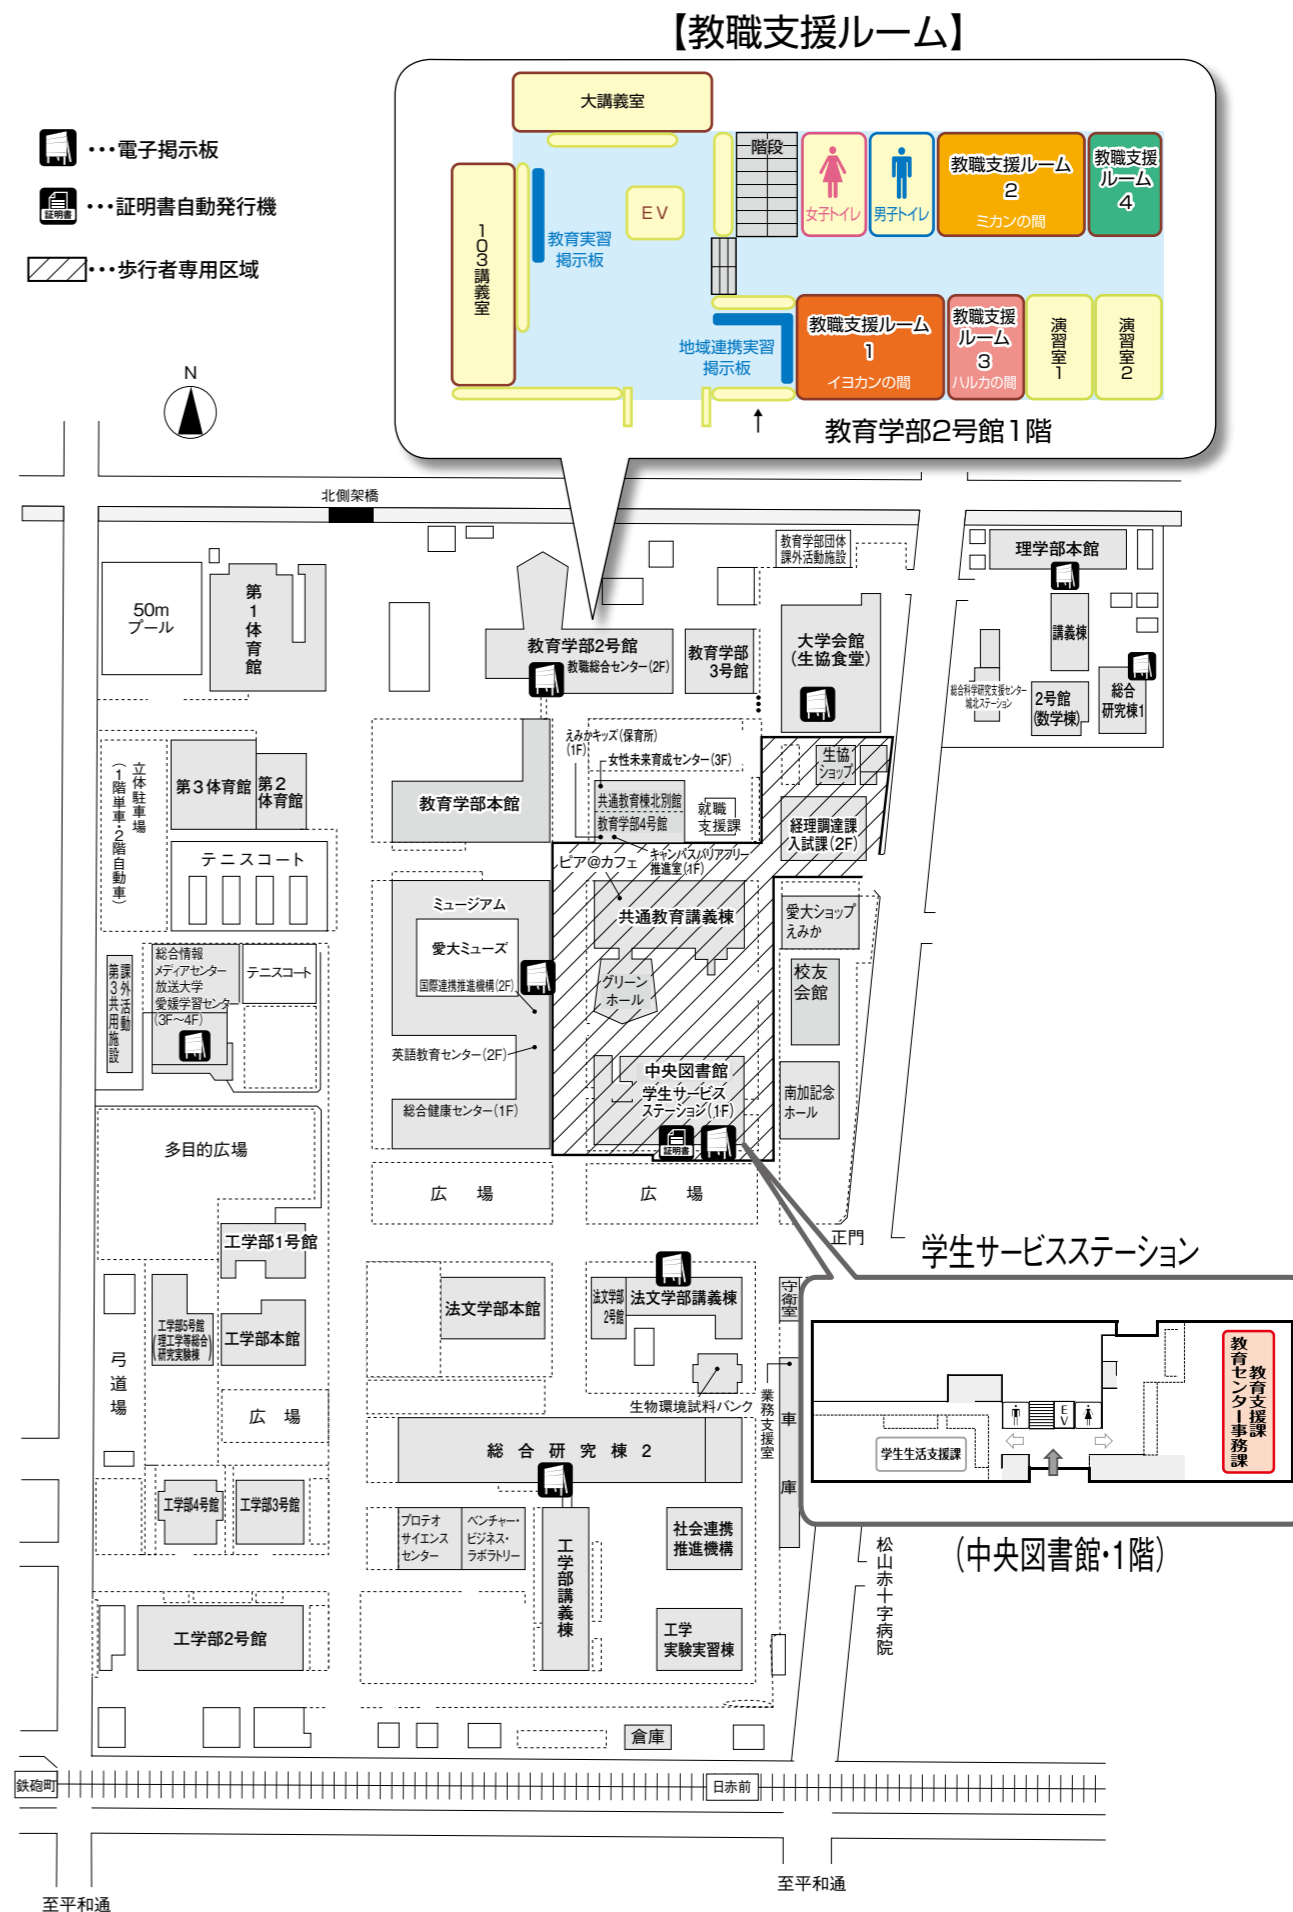 【教職支援ルーム】
・・・電子掲示板
証明書
・・・証明書自動発行機
・・・歩行者専用区域
大講義室
103講義室
教育実習
掲示板
EV
階段
女子トイレ
男子トイレ
教職支援ルーム
2
ミカンの間
教職支援
ルーム
4
地域連携実習
掲示板
教職支援ルーム
1
イヨカンの間
教職支援
ルーム
3
ハルカの間
演習室1
演習室2
教育学部2号館1階
N
北側架橋
50m
プール
第1体育館
教育学部2号館
教職総合センター(2F)
教育学部
3号館
教育学部団体
課外活動施設
大学会館
(生協食堂)
理学部本館
講義棟
総合科学研究支援センター
城北ステーション
2号館
(数学棟)
総合
研究棟1
立体駐車場
(1階単車・2階自動車)
第3体育館
第2
体育館
テニスコート
教育学部本館
えみかキッズ(保育所)
(1F)
女性未来育成センター(3F)
共通教育棟北別館
教育学部4号館
就職
支援課
生協
ショップ
経理調達課
入試課(2F)
キャンパスバリアフリー
推進室(1F)
ピア@カフェ
共通教育講義棟
グリーン
ホール
愛大ショップ
えみか
校友
会館
南加記念
ホール
ミュージアム
愛大ミューズ
国際連携推進機構(2F)
英語教育センター(2F)
総合健康センター(1F)
中央図書館
学生サービス
ステーション(1F)
証明書
課外活動
第3共用施設
総合情報
メディアセンター
放送大学
愛媛学習センター
(3F〜4F)
テニスコート
多目的広場
広 場
広 場
正門
工学部1号館
工学部5号館
(理工学等総合)
研究実験棟
工学部本館
弓道場
広 場
工学部4号館
工学部3号館
工学部2号館
法文学部本館
法文学部
2号館
法文学部講義棟
生物環境試料バンク
守衛室
業務支援室
車庫
総合研究棟2
プロテオ
サイエンス
センター
ベンチャー・
ビジネス・
ラボラトリー
工学部講義棟
社会連携
推進機構
工学
実験実習棟
倉庫
学生サービスステーション
学生生活支援課
EV
教育支援課
教育センター事務課
(中央図書館・1階)
松山赤十字病院
鉄砲町
日赤前
至平和通
至平和通